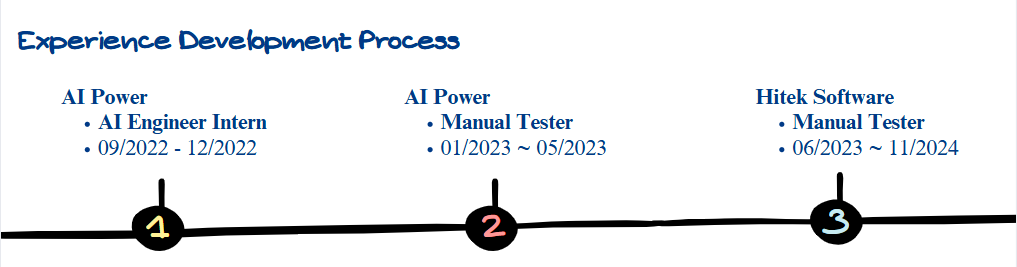 Experience Development Process
AI Power
• AI Engineer Intern
• 09/2022 - 12/2022
AI Power
• Manual Tester
• 01/2023 ~ 05/2023
Hitek Software
• Manual Tester
• 06/2023 ~ 11/2024
1
2
3